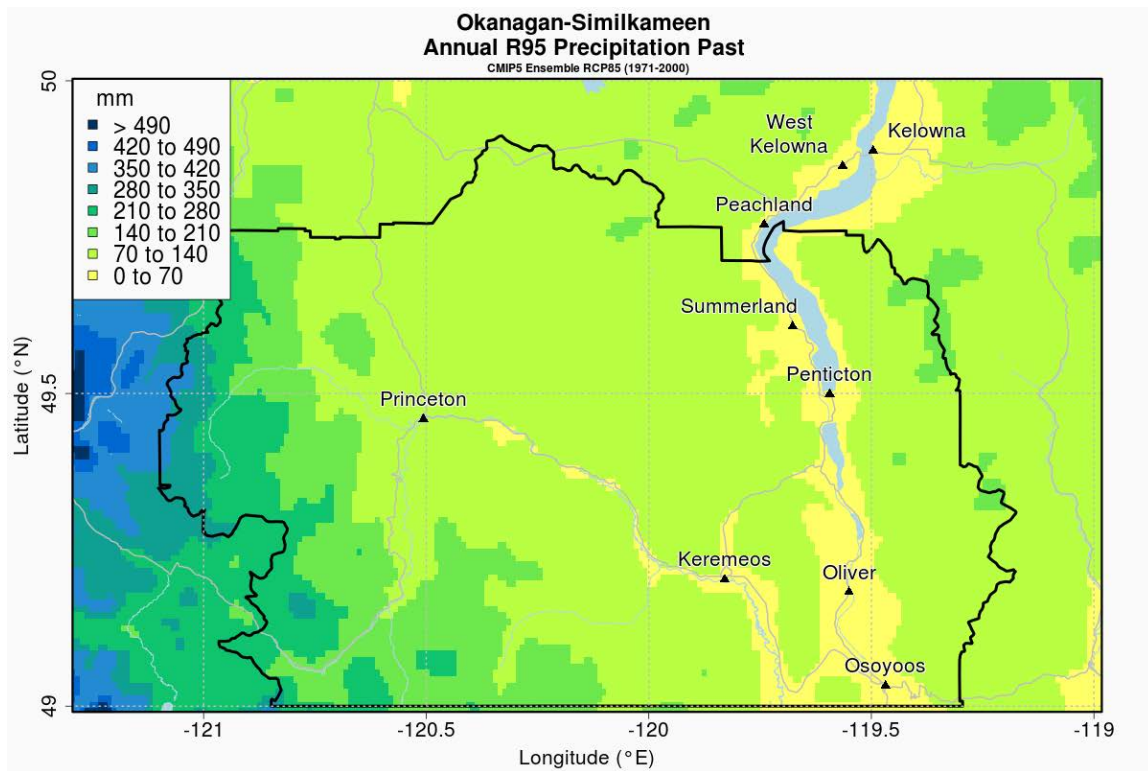 Okanagan-Similkameen
Annual R95 Precipitation Past
CMIP5 Ensemble RCP85 (1971-2000)
mm
> 490
420 to 490
350 to 420
280 to 350
210 to 280
140 to 210
70 to 140
0 to 70
West
Kelowna
Kelowna
Peachland
Summerland
Penticton
Princeton
Keremeos
Oliver
Osoyoos
50
49.5
49
Latitude (°N)
-121
-120.5
-120
-119.5
-119
Longitude (°E)